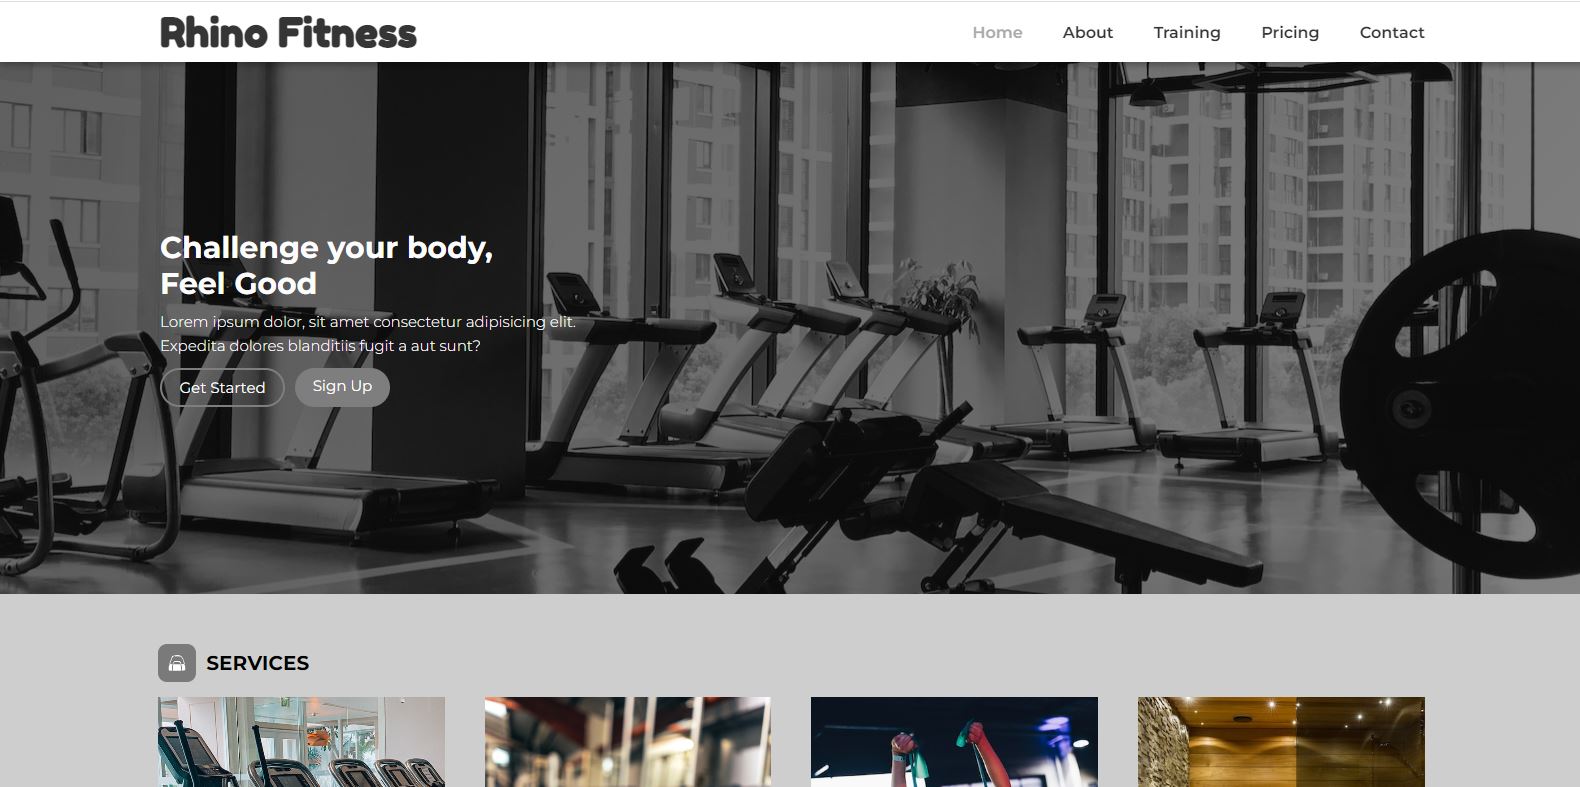 Rhino Fitness
Home About Training Pricing Contact
Challenge your body,
Feel Good
Lorem ipsum dolor, sit amet consectetur adipisicing elit.
Expedita dolores blanditiis fugit a aut sunt?
Get Started Sign Up
SERVICES